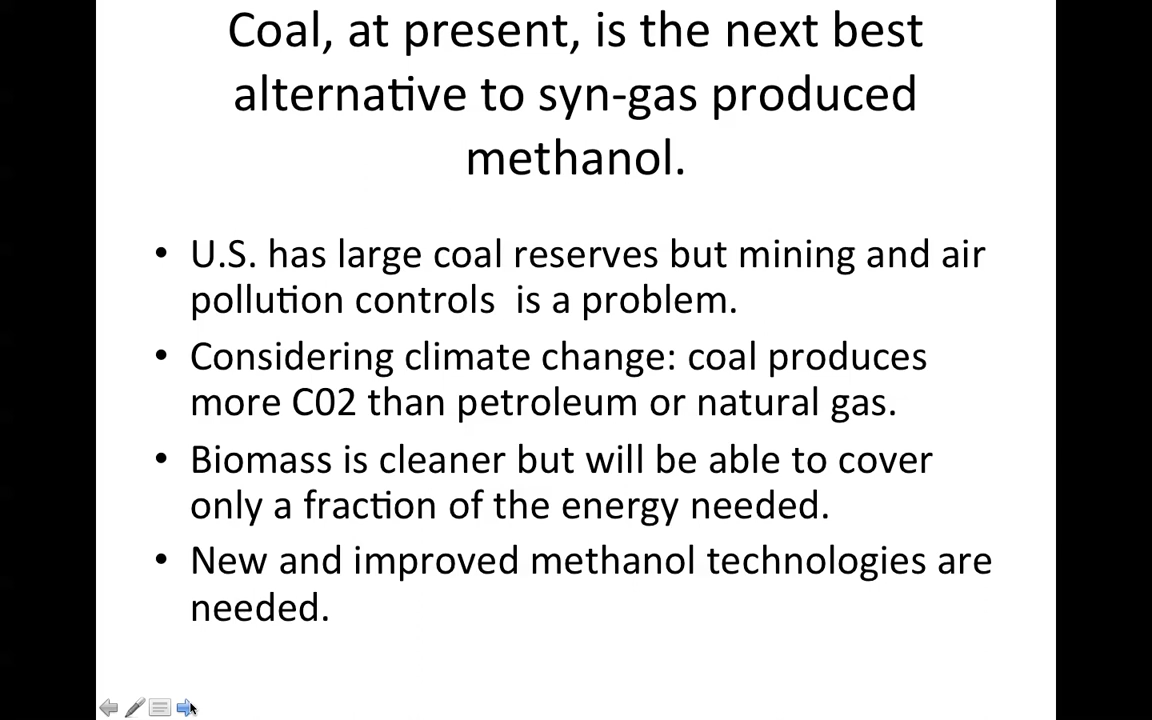 Coal, at present, is the next best
alternative to syn-gas produced
methanol.
• U.S. has large coal reserves but mining and air
pollution controls  is a problem.
• Considering climate change: coal produces
more C02 than petroleum or natural gas.
• Biomass is cleaner but will be able to cover
only a fraction of the energy needed.
• New and improved methanol technologies are
needed.